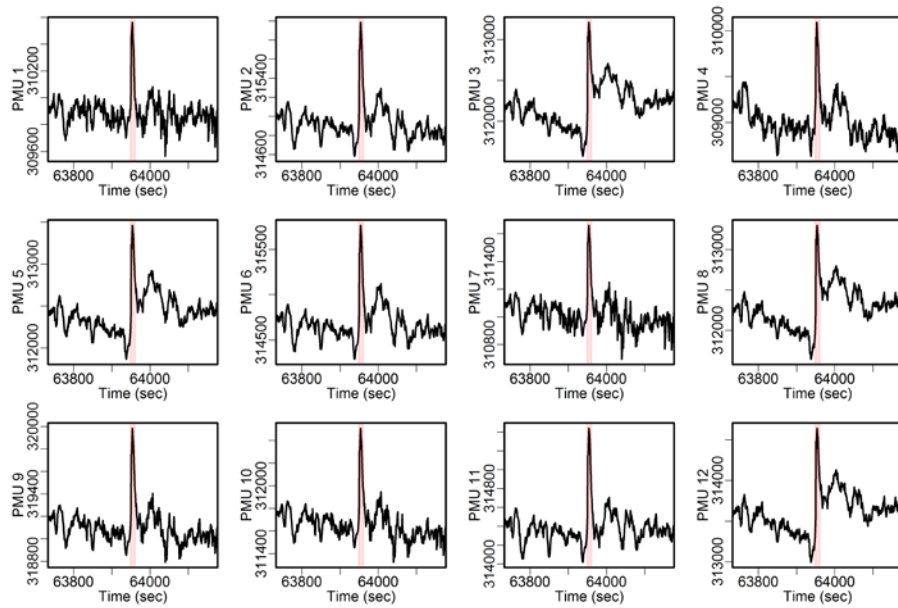 PMU 1
309600 310200
63800 64000
Time (sec)
PMU 2
314600 315400
63800 64000
Time (sec)
PMU 3
312000 313000
63800 64000
Time (sec)
PMU 4
309000 310000
63800 64000
Time (sec)
PMU 5
312000 313000
63800 64000
Time (sec)
PMU 6
314500 315500
63800 64000
Time (sec)
PMU 7
310800 311400
63800 64000
Time (sec)
PMU 8
312000 313000
63800 64000
Time (sec)
PMU 9
318800 319400 320000
63800 64000
Time (sec)
PMU 10
311400 312000
63800 64000
Time (sec)
PMU 11
314000 314800
63800 64000
Time (sec)
PMU 12
313000 314000
63800 64000
Time (sec)